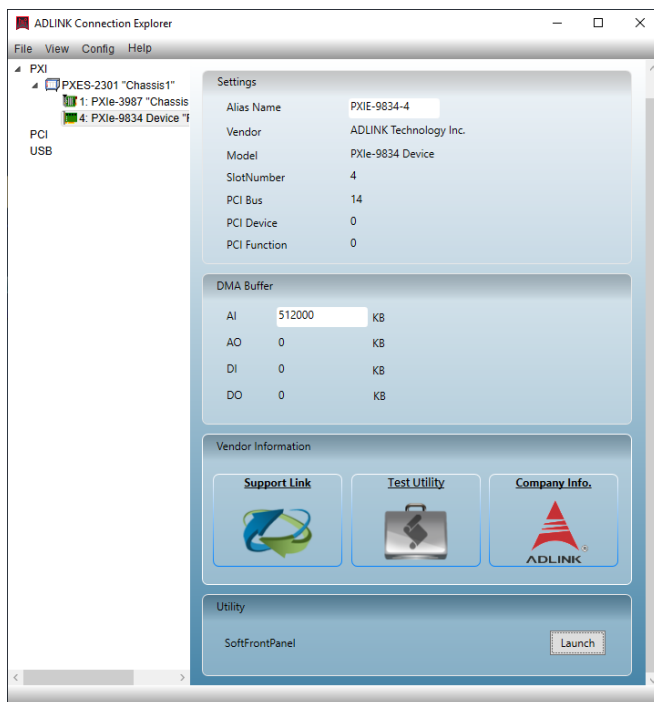 ADLINK Connection Explorer
File View Config Help
PXI
PXES-2301 "Chassis1"
1: PXIe-3987 "Chassis
4: PXIe-9834 Device "F
PCI
USB
Settings
Alias Name PXIE-9834-4
Vendor ADLINK Technology Inc.
Model PXIe-9834 Device
SlotNumber 4
PCI Bus 14
PCI Device 0
PCI Function 0
DMA Buffer
AI 512000 KB
AO 0 KB
DI 0 KB
DO 0 KB
Vendor Information
Support Link Test Utility Company Info.
ADLINK
Utility
SoftFrontPanel Launch